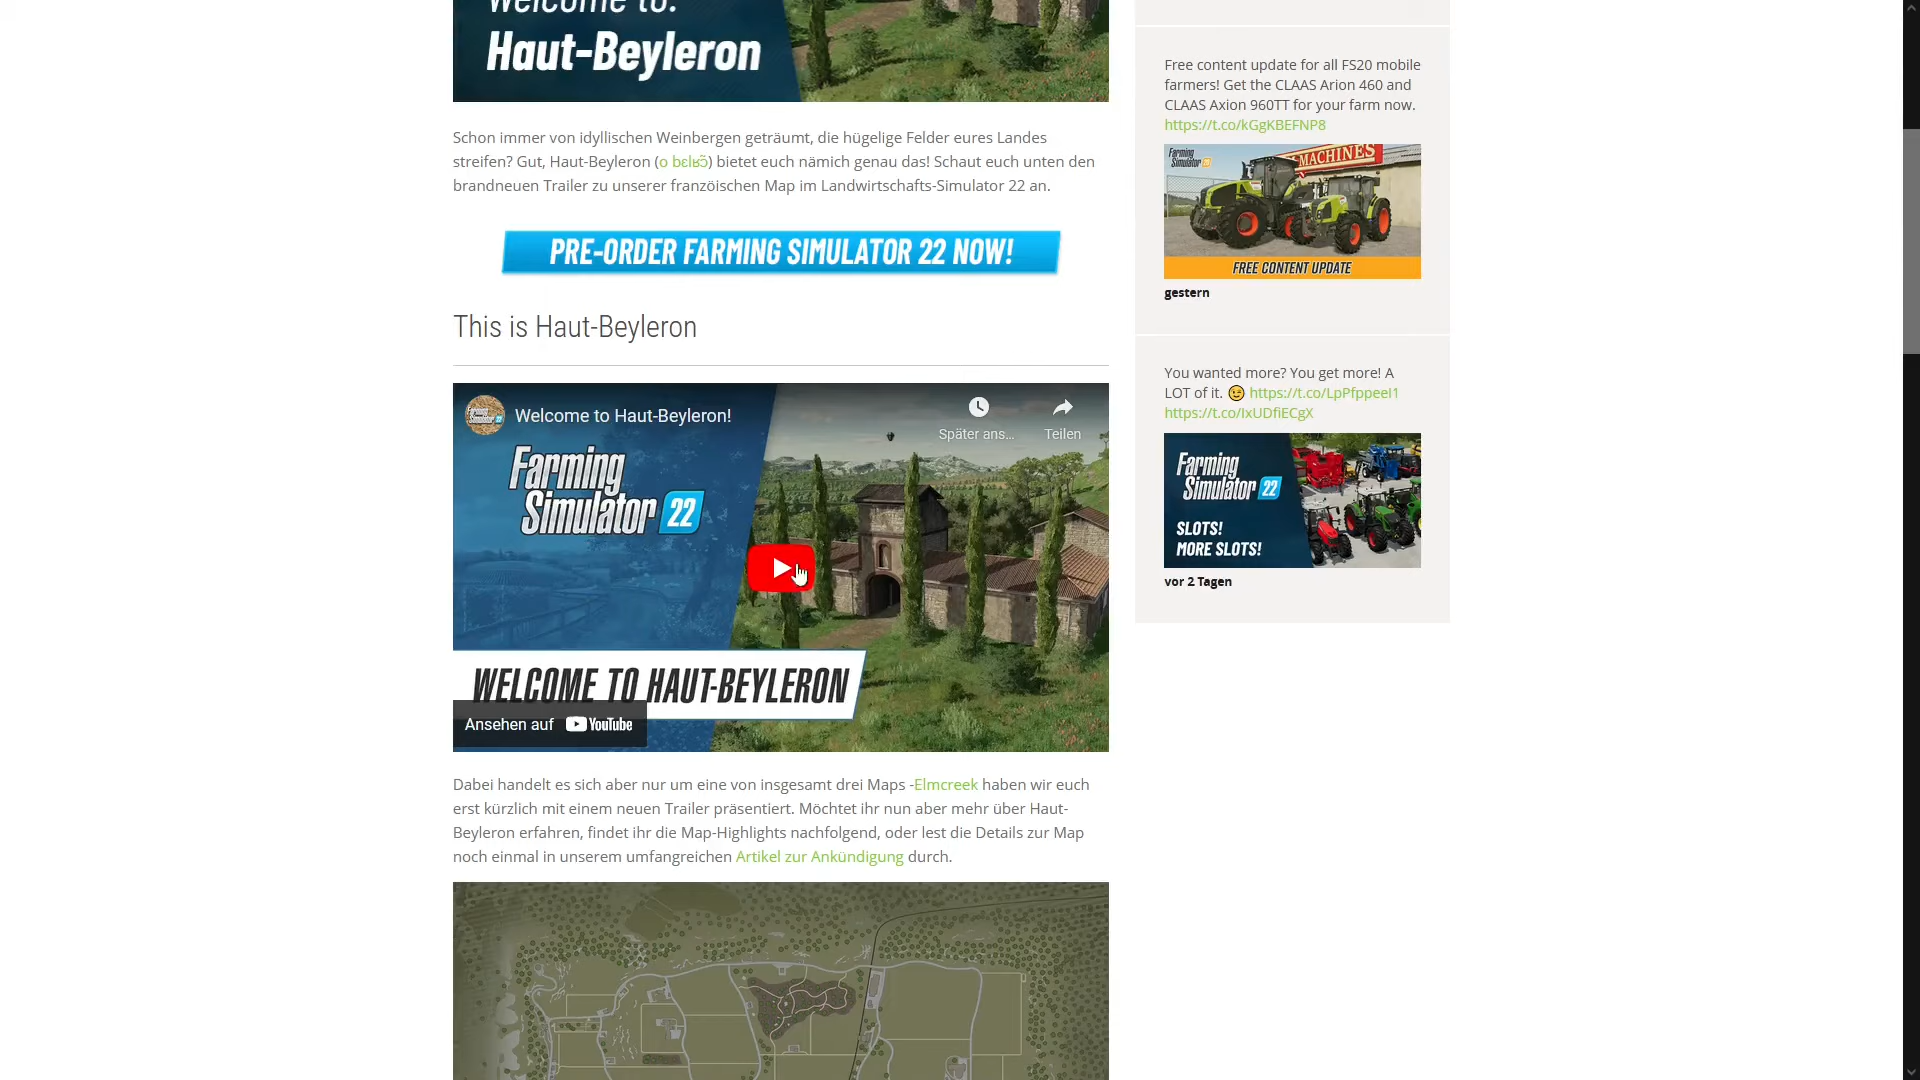 Welcome to:
Haut-Beyleron
Schon immer von idyllischen Weinbergen geträumt, die hügelige Felder eures Landes
streifen? Gut, Haut-Beyleron (o bɛlʁɔ̃) bietet euch nämich genau das! Schaut euch unten den
brandneuen Trailer zu unserer französischen Map im Landwirtschafts-Simulator 22 an.
PRE-ORDER FARMING SIMULATOR 22 NOW!
This is Haut-Beyleron
Welcome to Haut-Beyleron!
Später ans...
Teilen
Farming
Simulator 22
WELCOME TO HAUT-BEYLERON
Ansehen auf YouTube
Dabei handelt es sich aber nur um eine von insgesamt drei Maps -Elmcreek haben wir euch
erst kürzlich mit einem neuen Trailer präsentiert. Möchtet ihr nun aber mehr über Haut-
Beyleron erfahren, findet ihr die Map-Highlights nachfolgend, oder lest die Details zur Map
noch einmal in unserem umfangreichen Artikel zur Ankündigung durch.
Free content update for all FS20 mobile
farmers! Get the CLAAS Arion 460 and
CLAAS Axion 960TT for your farm now.
https://t.co/kGgKBEFNP8
Farming
Simulator 20
MACHINES
FREE CONTENT UPDATE
gestern
You wanted more? You get more! A
LOT of it. 😉 https://t.co/LpPfppeeI1
https://t.co/IxUDfiECgX
Farming
Simulator 22
SLOTS!
MORE SLOTS!
vor 2 Tagen